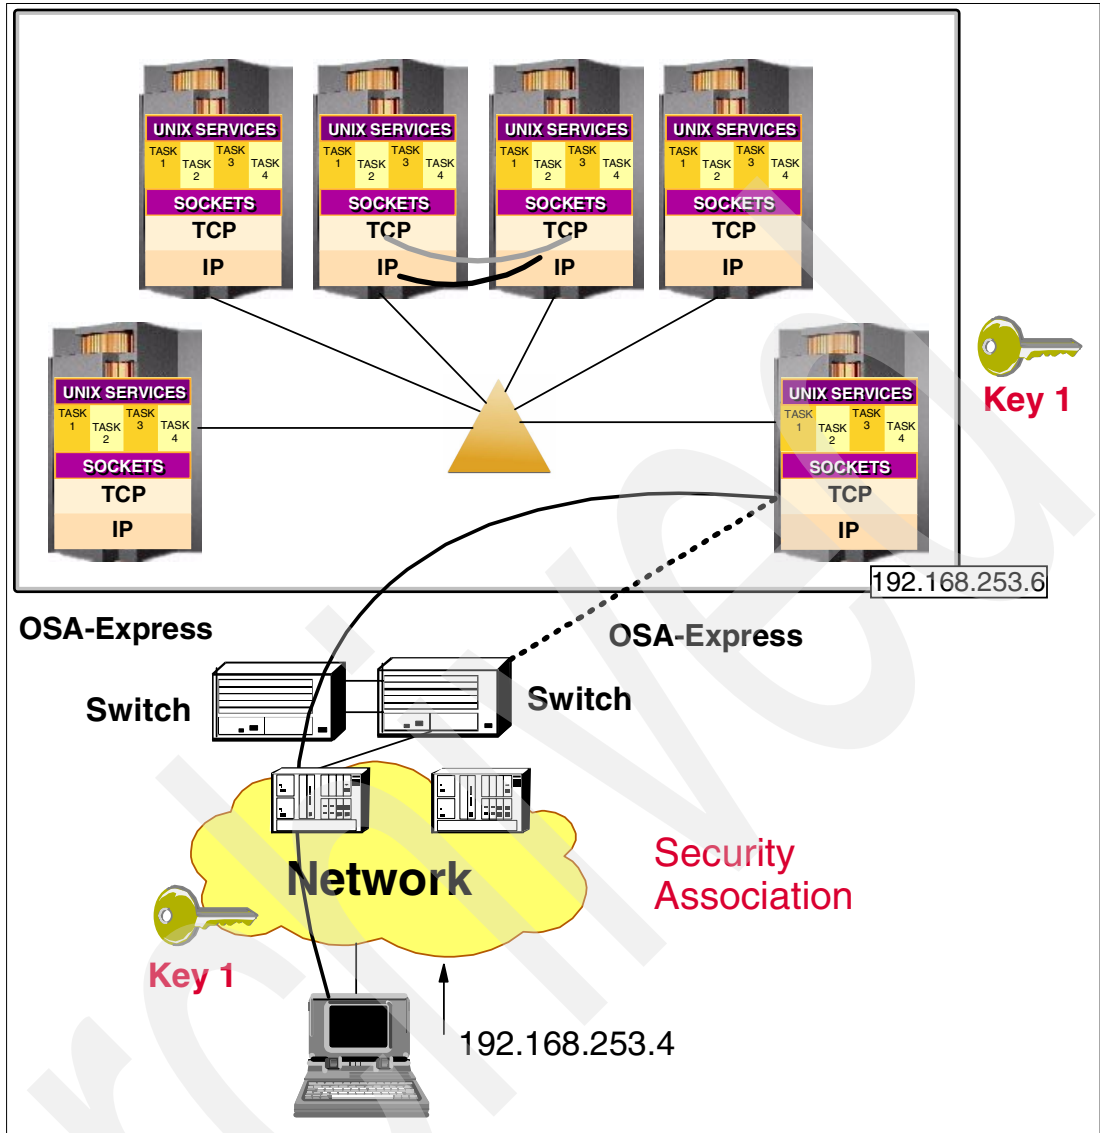 UNIX SERVICES
TASK 1
TASK 2
TASK 3
TASK 4
SOCKETS
TCP
IP
UNIX SERVICES
TASK 1
TASK 2
TASK 3
TASK 4
SOCKETS
TCP
IP
UNIX SERVICES
TASK 1
TASK 2
TASK 3
TASK 4
SOCKETS
TCP
IP
UNIX SERVICES
TASK 1
TASK 2
TASK 3
TASK 4
SOCKETS
TCP
IP
UNIX SERVICES
TASK 1
TASK 2
TASK 3
TASK 4
SOCKETS
TCP
IP
UNIX SERVICES
TASK 1
TASK 2
TASK 3
TASK 4
SOCKETS
TCP
IP
Key 1
192.168.253.6
OSA-Express
OSA-Express
Switch
Switch
Network
Security
Association
Key 1
192.168.253.4